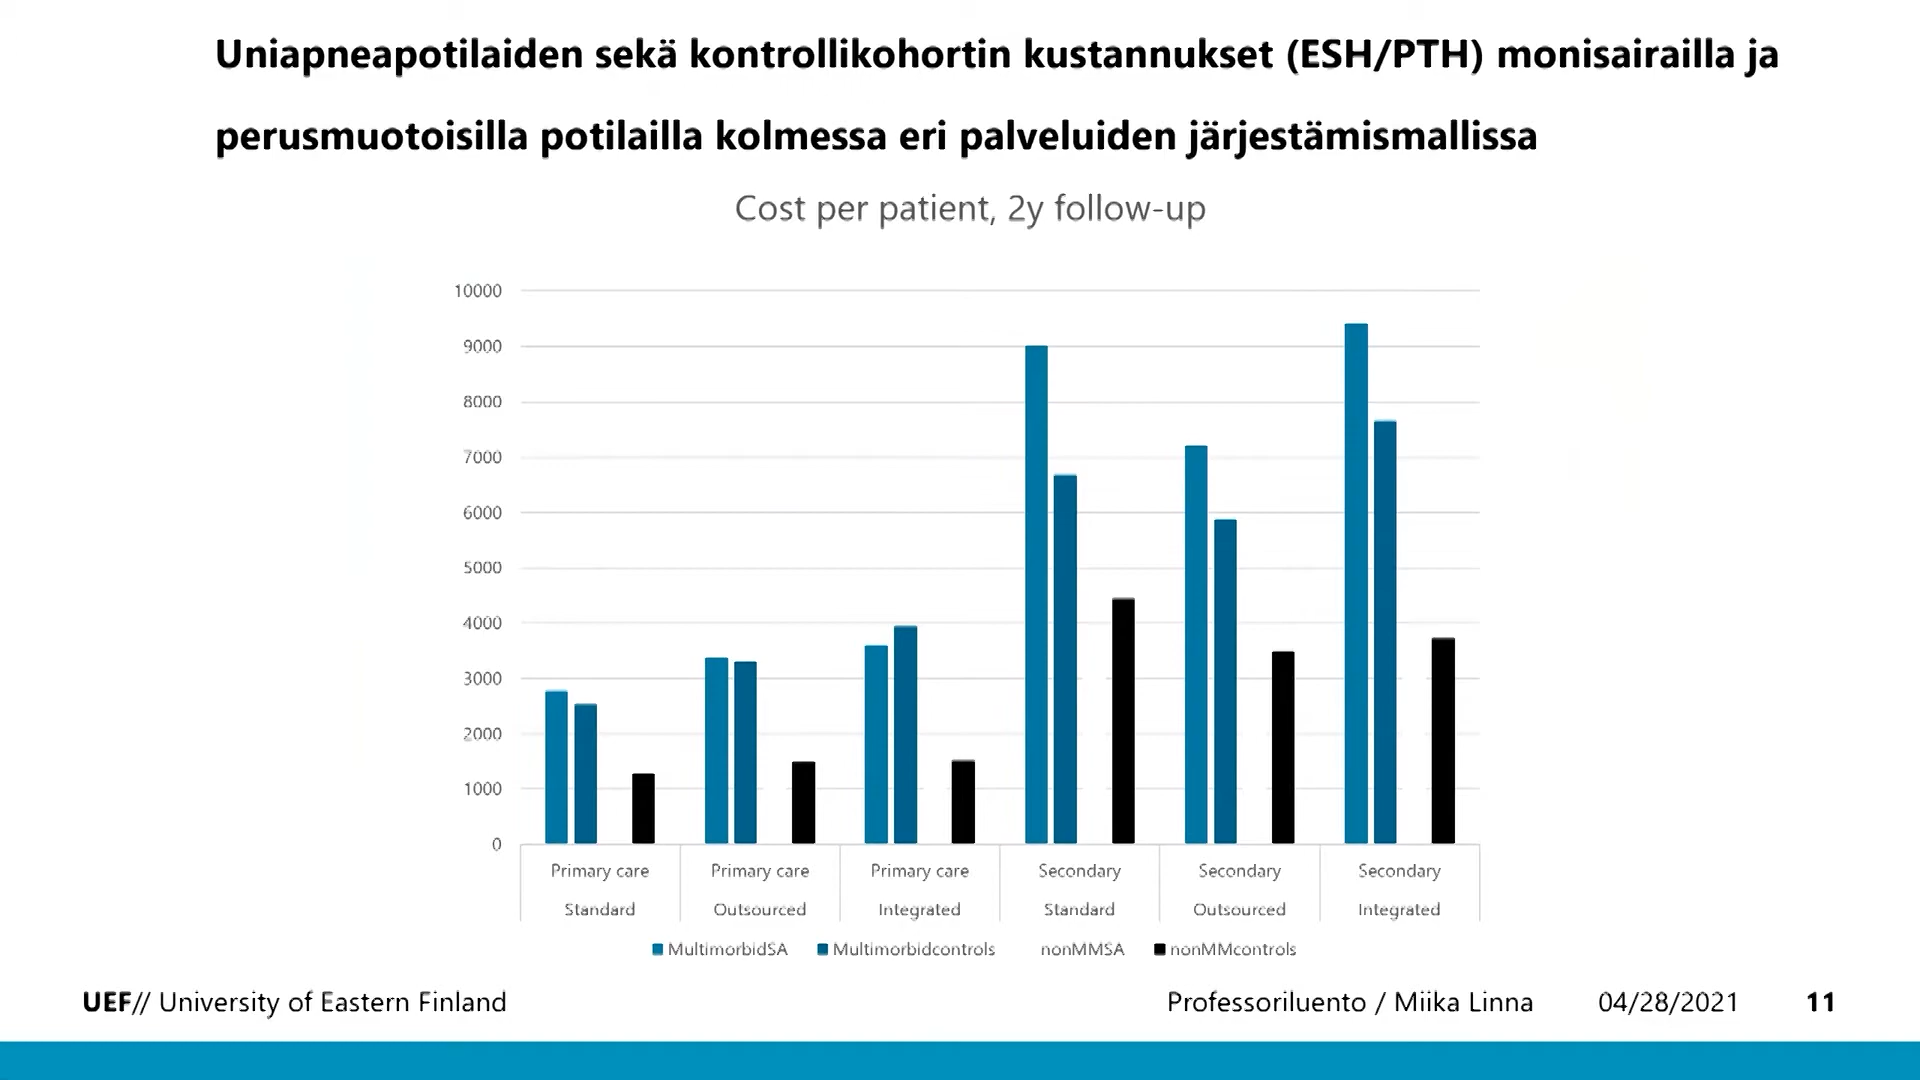 Uniapneapotilaiden sekä kontrollikohortin kustannukset (ESH/PTH) monisairailla ja
perusmuotoisilla potilailla kolmessa eri palveluiden järjestämismallissa
Cost per patient, 2y follow-up
10000
9000
8000
7000
6000
5000
4000
3000
2000
1000
0
Primary care Primary care Primary care Secondary Secondary Secondary
Standard Outsourced Integrated Standard Outsourced Integrated
MultimorbidSA Multimorbidcontrols nonMMSA nonMMcontrols
UEF// University of Eastern Finland Professoriluento / Miika Linna 04/28/2021 11